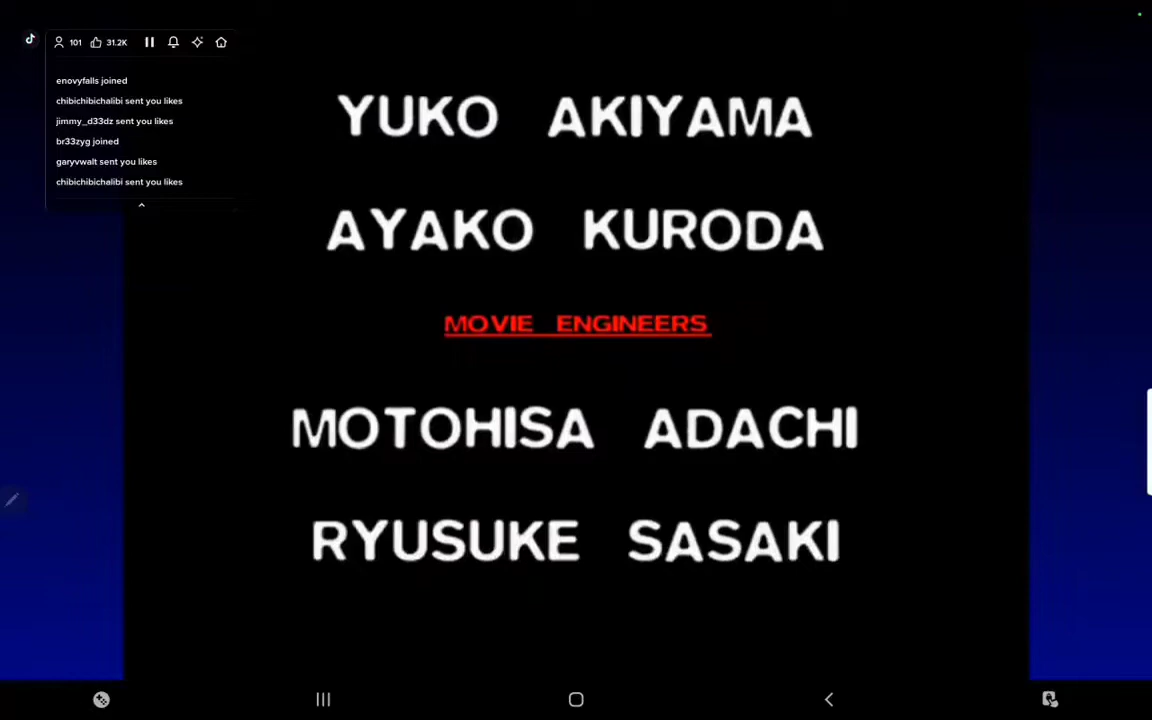 101 31.2K
enovyfalls joined
chibichibichalibi sent you likes
jimmy_d33dz sent you likes
br33zyg joined
garyvwalt sent you likes
chibichibichalibi sent you likes
YUKO AKIYAMA
AYAKO KURODA
MOVIE ENGINEERS
MOTOHISA ADACHI
RYUSUKE SASAKI